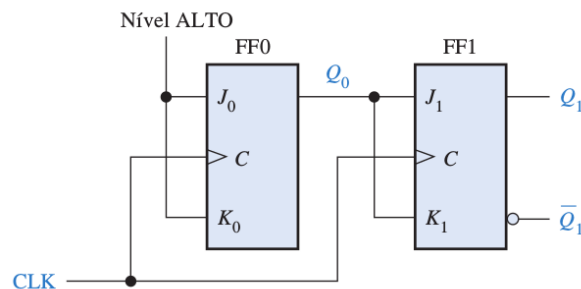 Nível ALTO
FF0
FF1
Q₀
J₀
J₁
Q₁
C
C
K₀
K₁
Q̅₁
CLK